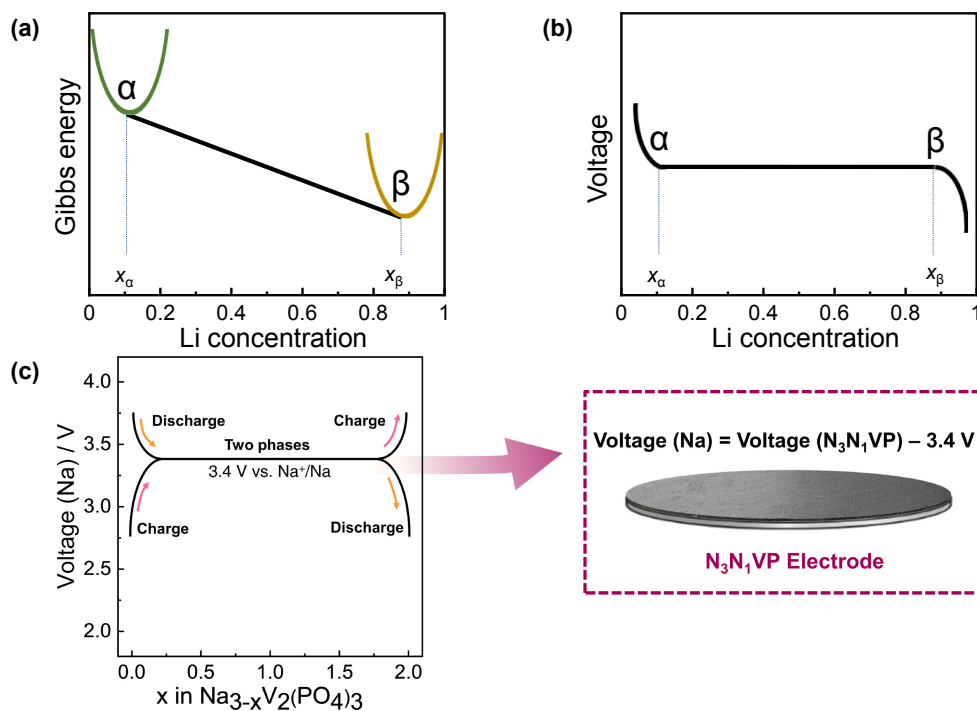 (a)
Gibbs energy
α
β
xα
xβ
0 0.2 0.4 0.6 0.8 1
Li concentration
(b)
Voltage
α
β
xα
xβ
0 0.2 0.4 0.6 0.8 1
Li concentration
(c)
Voltage (Na) / V
4.0
3.5
3.0
2.5
2.0
Discharge
Charge
Two phases
3.4 V vs. Na⁺/Na
Charge
Discharge
0.0 0.5 1.0 1.5 2.0
x in Na₃₋ₓV₂(PO₄)₃
Voltage (Na) = Voltage (N₃N₁VP) – 3.4 V
N₃N₁VP Electrode